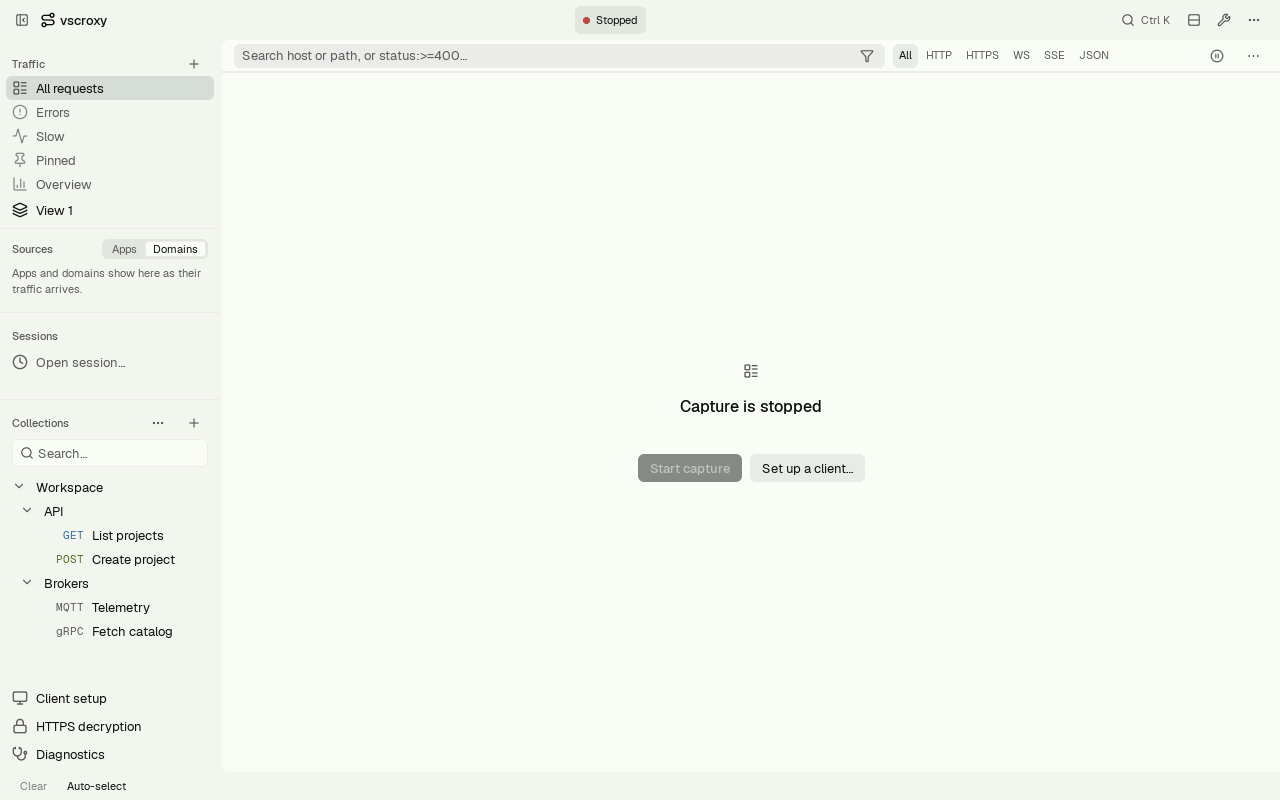 vscroxy
Stopped
Ctrl K
Traffic
All requests
Errors
Slow
Pinned
Overview
View 1
Sources
Apps
Domains
Apps and domains show here as their
traffic arrives.
Sessions
Open session...
Collections
Search...
Workspace
API
GET List projects
POST Create project
Brokers
MQTT Telemetry
gRPC Fetch catalog
Client setup
HTTPS decryption
Diagnostics
Clear
Auto-select
Search host or path, or status:>=400...
All
HTTP
HTTPS
WS
SSE
JSON
Capture is stopped
Start capture
Set up a client...